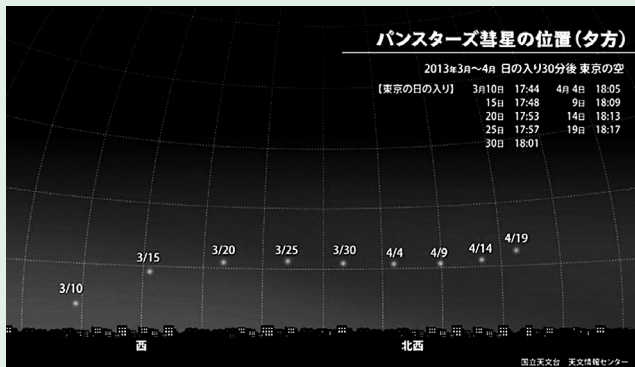 パンスターズ彗星の位置（夕方）
2013年3月～4月 日の入り30分後 東京の空
【東京の日の入り】 3月10日 17:44 4月 4日 18:05
15日 17:48 9日 18:09
20日 17:53 14日 18:13
25日 17:57 19日 18:17
30日 18:01
3/10
3/15
3/20
3/25
3/30
4/4
4/9
4/14
4/19
西
北西
国立天文台 天文情報センター